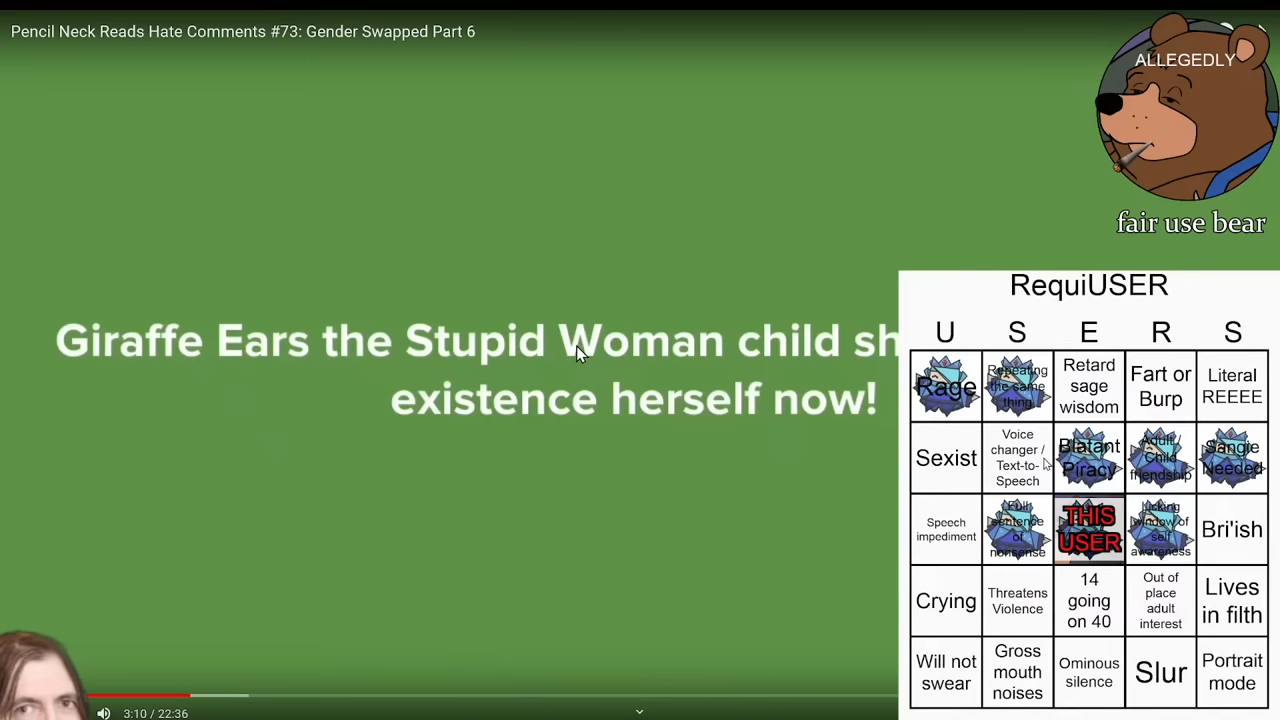 Pencil Neck Reads Hate Comments #73: Gender Swapped Part 6
ALLEGEDLY
fair use bear
Giraffe Ears the Stupid Woman child sh
existence herself now!
RequiUSER
U S E R S
Rage
Repeating
the same
thing
Retard
sage
wisdom
Fart or
Burp
Literal
REEEE
Sexist
Voice
changer /
Text-to-
Speech
Blatant
Piracy
Adult /
Child
friendship
Sangie
Needed
Speech
impediment
Full
sentence
of
nonsense
THIS
USER
window of
self
awareness
Bri'ish
Crying
Threatens
Violence
14
going
on 40
Out of
place
adult
interest
Lives
in filth
Will not
swear
Gross
mouth
noises
Ominous
silence
Slur
Portrait
mode
3:10 / 22:36